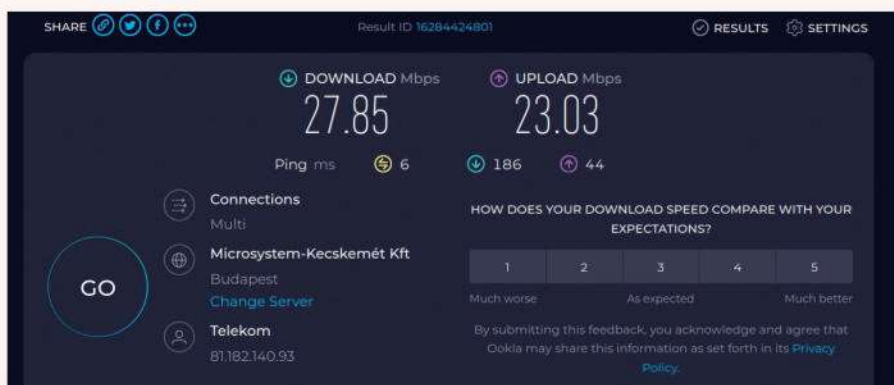 SHARE
Result ID 16284424801
RESULTS SETTINGS
DOWNLOAD Mbps
27.85
UPLOAD Mbps
23.03
Ping ms 6 186 44
Connections
Multi
Microsystem-Kecskemét Kft
Budapest
Change Server
Telekom
81.182.140.93
GO
HOW DOES YOUR DOWNLOAD SPEED COMPARE WITH YOUR
EXPECTATIONS?
1 2 3 4 5
Much worse As expected Much better
By submitting this feedback, you acknowledge and agree that
Ookla may share this information as set forth in its Privacy
Policy.